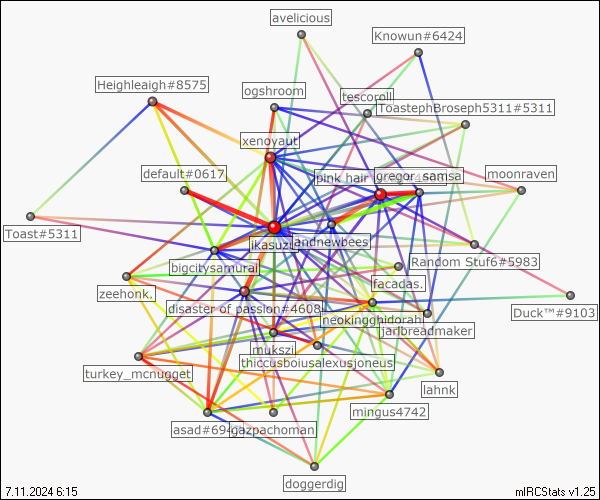 avelicious
Knowun#6424
Heighleaigh#8575
ogshroom
tescoroll
ToastephBroseph5311#5311
xenoyaut
default#0617
pink hair
gregor_samsa
moonraven
Toast#5311
ikasuzi
andrewbees
bigcitysamurai
Random Stuf6#5983
zeehonk.
facadas.
disaster of passion#4608
Duck™#9103
neokingghidorah
jarlbreadmaker
mukszi
thiccusboiusalexusjoneus
turkey_mcnugget
lahnk
mingus4742
asad#694
gazpachoman
doggerdig
7.11.2024 6:15
mIRCStats v1.25